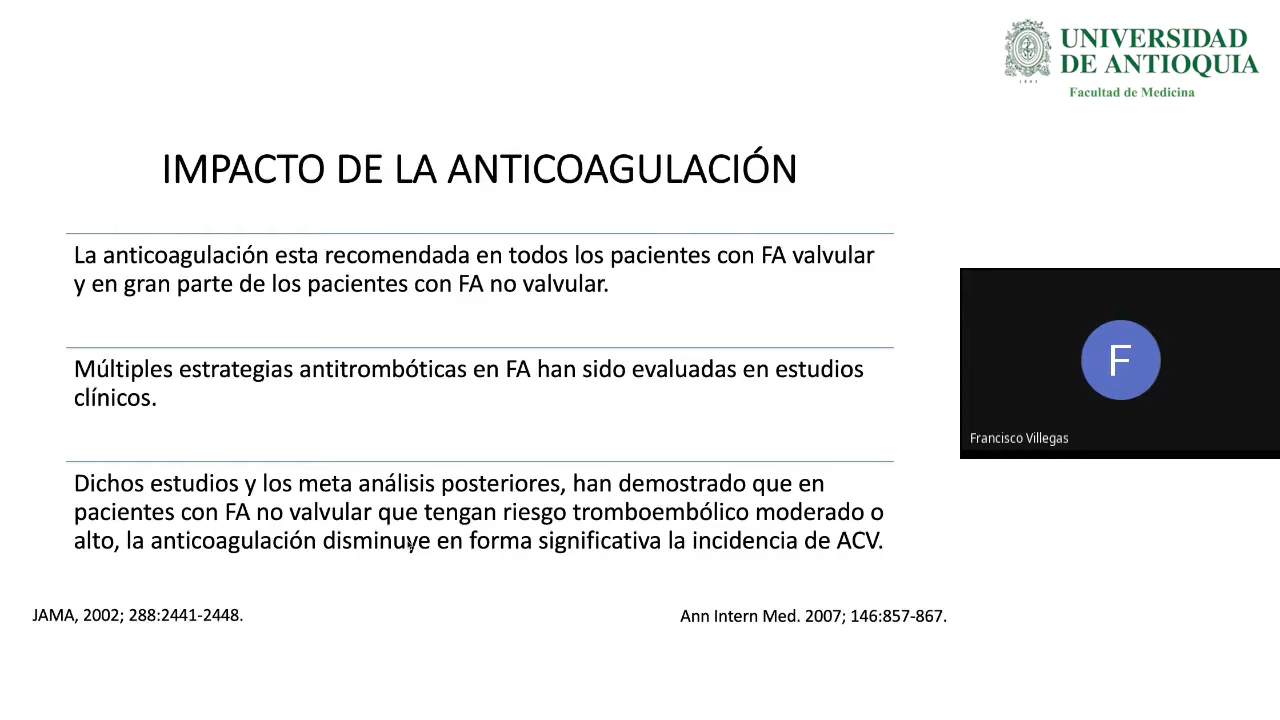 UNIVERSIDAD
DE ANTIOQUIA
1803
Facultad de Medicina
IMPACTO DE LA ANTICOAGULACIÓN
La anticoagulación esta recomendada en todos los pacientes con FA valvular
y en gran parte de los pacientes con FA no valvular.
Múltiples estrategias antitrombóticas en FA han sido evaluadas en estudios
clínicos.
Dichos estudios y los meta análisis posteriores, han demostrado que en
pacientes con FA no valvular que tengan riesgo tromboembólico moderado o
alto, la anticoagulación disminuye en forma significativa la incidencia de ACV.
F
Francisco Villegas
JAMA, 2002; 288:2441-2448.
Ann Intern Med. 2007; 146:857-867.